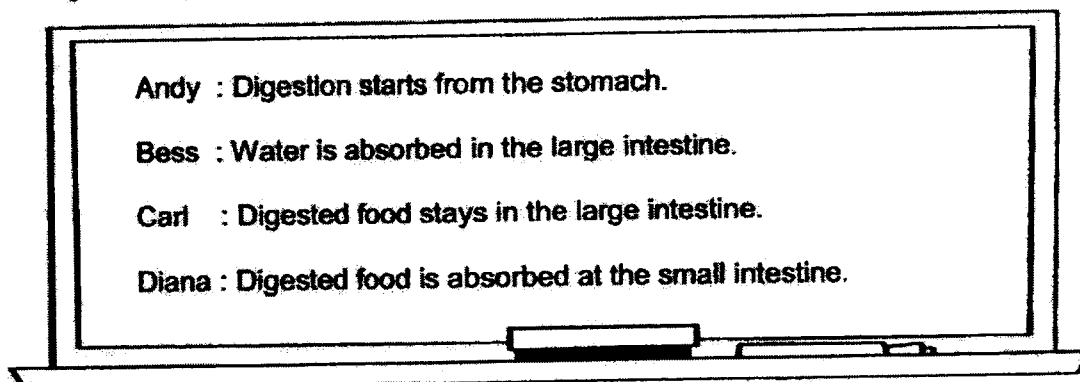 Andy : Digestion starts from the stomach.
Bess : Water is absorbed in the large intestine.
Carl : Digested food stays in the large intestine.
Diana : Digested food is absorbed at the small intestine.